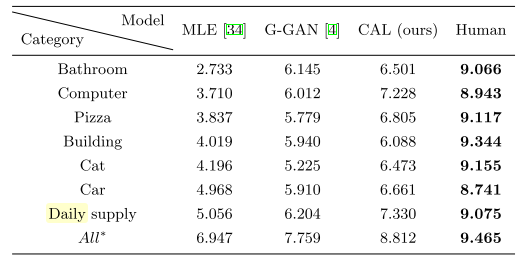 Model
Category
MLE [34] G-GAN [4] CAL (ours) Human
Bathroom 2.733 6.145 6.501 9.066
Computer 3.710 6.012 7.228 8.943
Pizza 3.837 5.779 6.805 9.117
Building 4.019 5.940 6.088 9.344
Cat 4.196 5.225 6.473 9.155
Car 4.968 5.910 6.661 8.741
Daily supply 5.056 6.204 7.330 9.075
All* 6.947 7.759 8.812 9.465